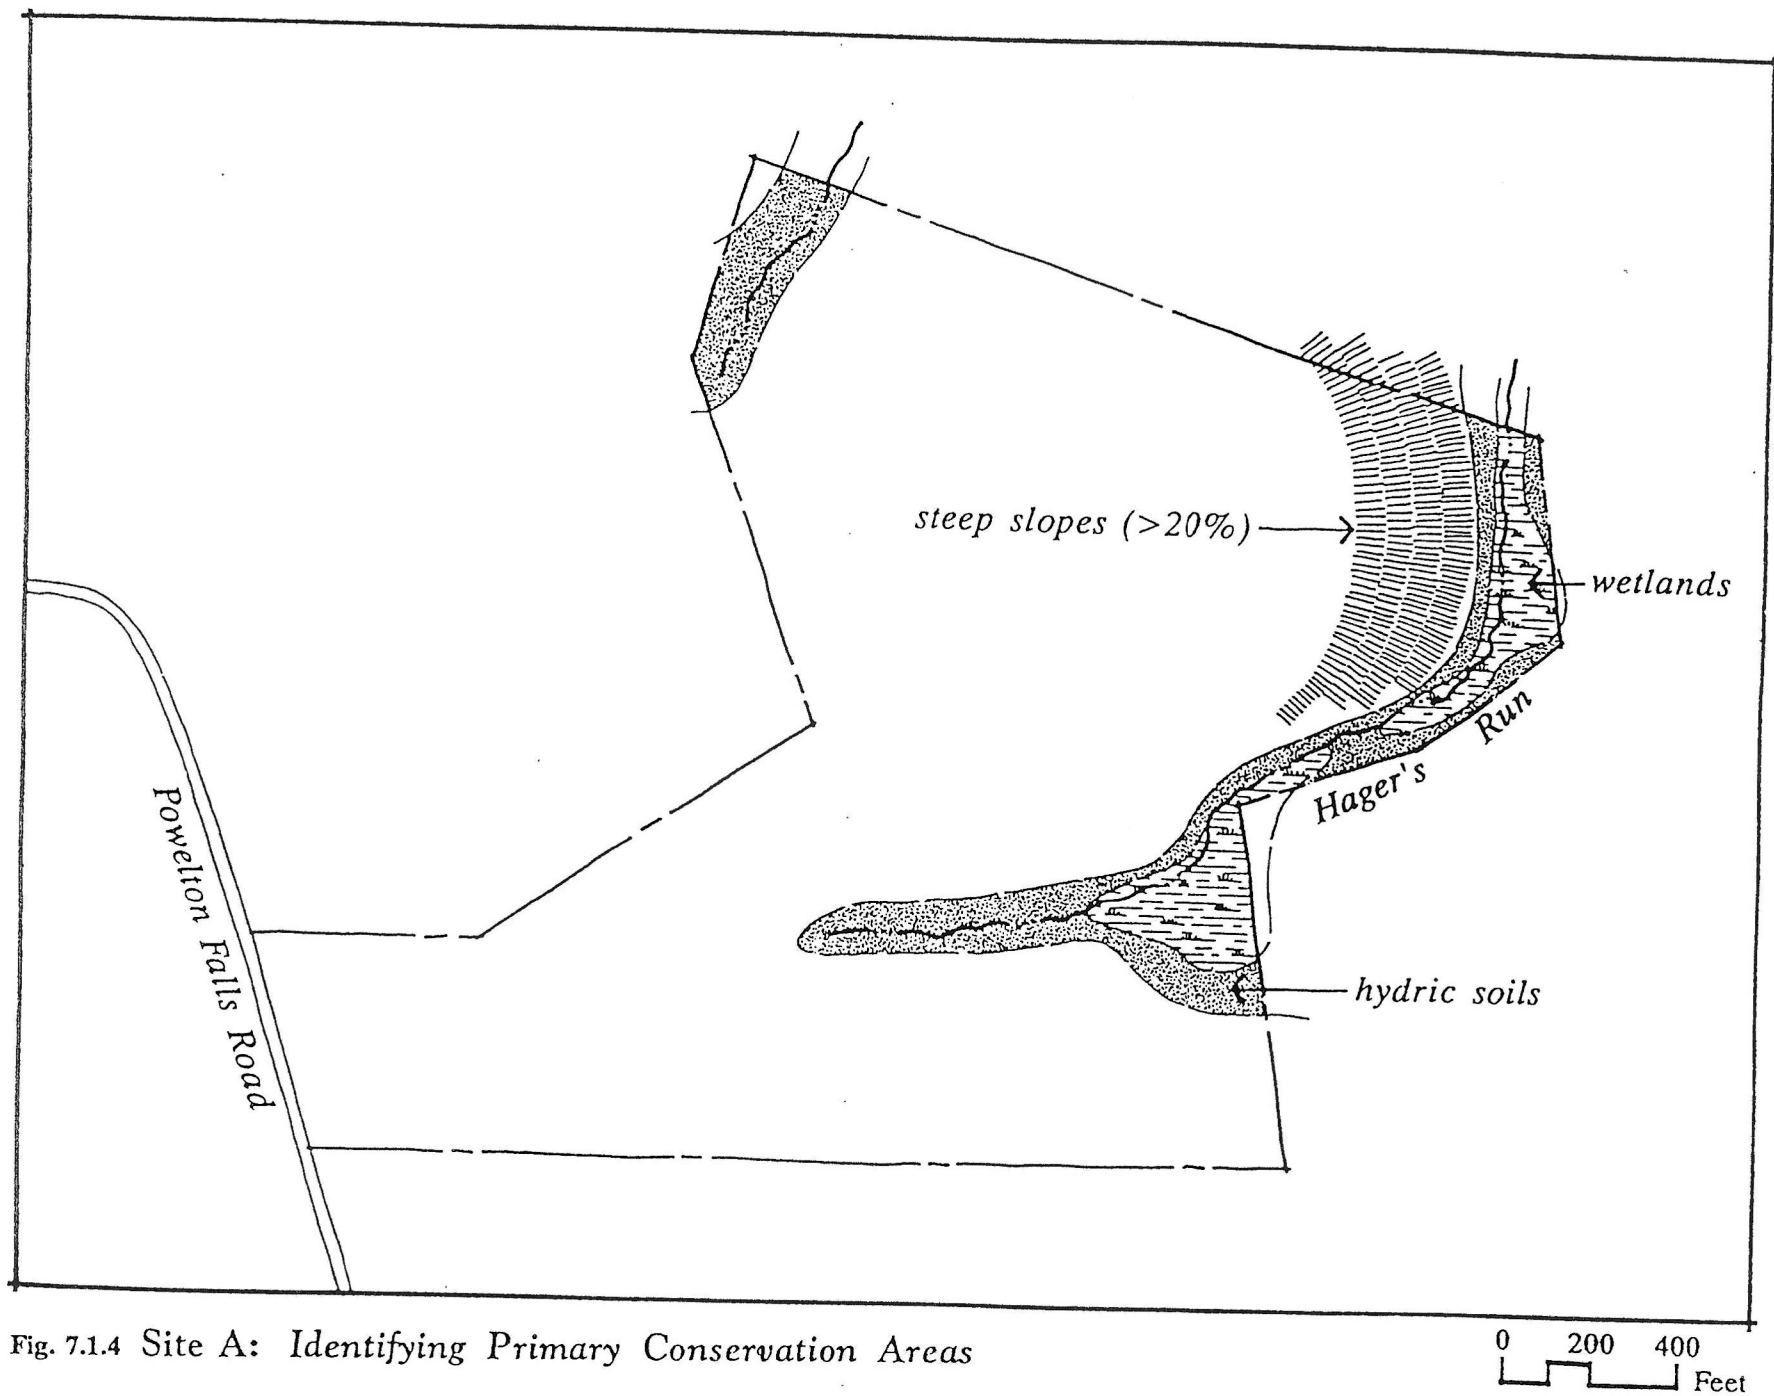 steep slopes (>20%)
wetlands
Run
Hager's
Powelton Falls Road
hydric soils
Fig. 7.1.4 Site A: Identifying Primary Conservation Areas
0 200 400
Feet